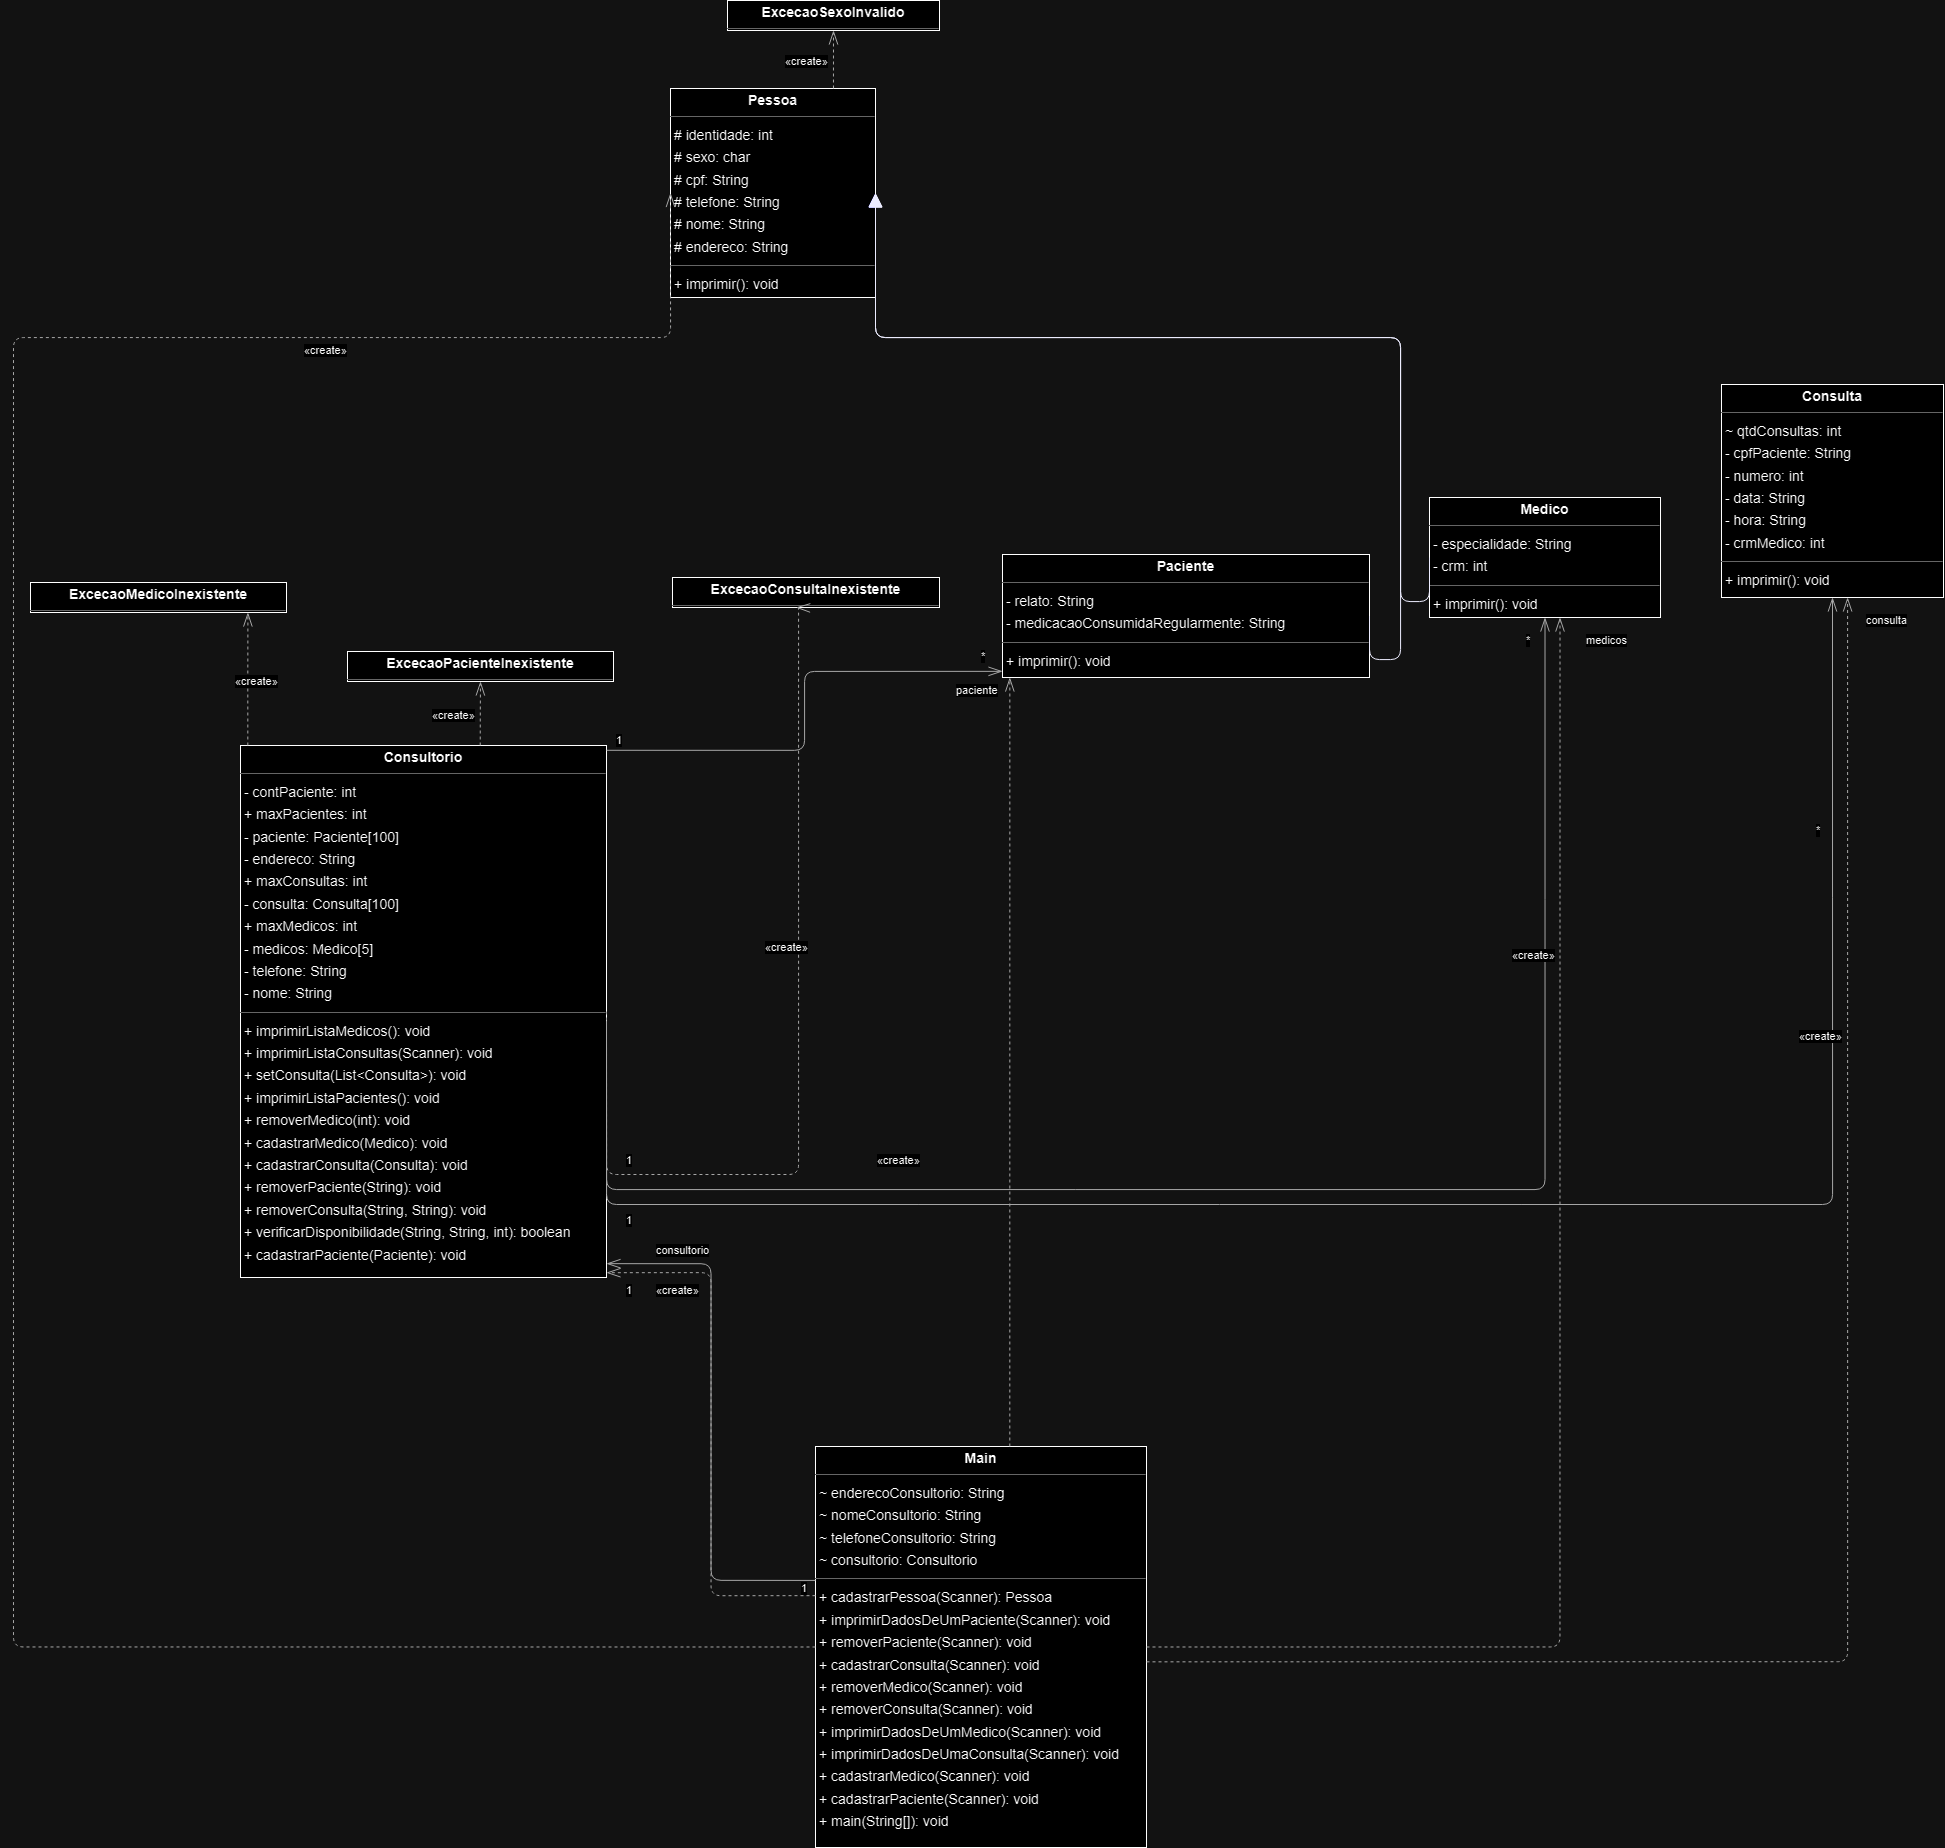 ExcecaoSexoInvalido
«create»
Pessoa
# identidade: int
# sexo: char
# cpf: String
# telefone: String
# nome: String
# endereco: String
+ imprimir(): void
«create»
Consulta
~ qtdConsultas: int
- cpfPaciente: String
- numero: int
- data: String
- hora: String
- crmMedico: int
+ imprimir(): void
consulta
Medico
- especialidade: String
- crm: int
+ imprimir(): void
*
medicos
Paciente
- relato: String
- medicacaoConsumidaRegularmente: String
+ imprimir(): void
*
paciente
ExcecaoConsultaInexistente
ExcecaoMedicoInexistente
«create»
ExcecaoPacienteInexistente
«create»
1
Consultorio
- contPaciente: int
+ maxPacientes: int
- paciente: Paciente[100]
- endereco: String
+ maxConsultas: int
- consulta: Consulta[100]
+ maxMedicos: int
- medicos: Medico[5]
- telefone: String
- nome: String
+ imprimirListaMedicos(): void
+ imprimirListaConsultas(Scanner): void
+ setConsulta(List<Consulta>): void
+ imprimirListaPacientes(): void
+ removerMedico(int): void
+ cadastrarMedico(Medico): void
+ cadastrarConsulta(Consulta): void
+ removerPaciente(String): void
+ removerConsulta(String, String): void
+ verificarDisponibilidade(String, String, int): boolean
+ cadastrarPaciente(Paciente): void
*
«create»
«create»
«create»
1
«create»
1
consultorio
1
«create»
Main
~ enderecoConsultorio: String
~ nomeConsultorio: String
~ telefoneConsultorio: String
~ consultorio: Consultorio
1
+ cadastrarPessoa(Scanner): Pessoa
+ imprimirDadosDeUmPaciente(Scanner): void
+ removerPaciente(Scanner): void
+ cadastrarConsulta(Scanner): void
+ removerMedico(Scanner): void
+ removerConsulta(Scanner): void
+ imprimirDadosDeUmMedico(Scanner): void
+ imprimirDadosDeUmaConsulta(Scanner): void
+ cadastrarMedico(Scanner): void
+ cadastrarPaciente(Scanner): void
+ main(String[]): void